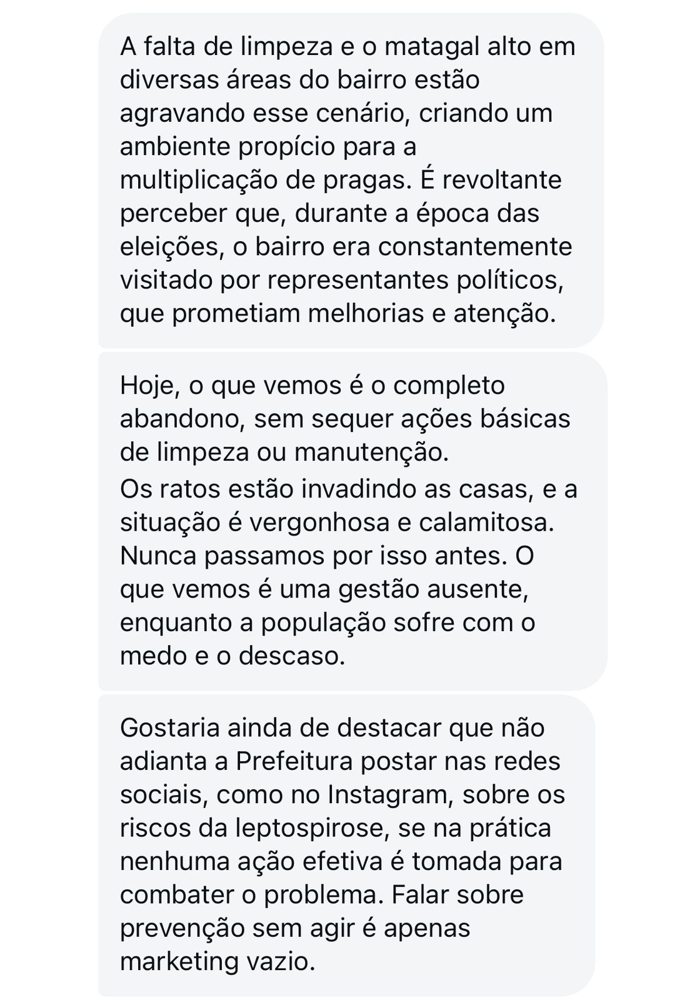 A falta de limpeza e o matagal alto em
diversas áreas do bairro estão
agravando esse cenário, criando um
ambiente propício para a
multiplicação de pragas. É revoltante
perceber que, durante a época das
eleições, o bairro era constantemente
visitado por representantes políticos,
que prometiam melhorias e atenção.
Hoje, o que vemos é o completo
abandono, sem sequer ações básicas
de limpeza ou manutenção.
Os ratos estão invadindo as casas, e a
situação é vergonhosa e calamitosa.
Nunca passamos por isso antes. O
que vemos é uma gestão ausente,
enquanto a população sofre com o
medo e o descaso.
Gostaria ainda de destacar que não
adianta a Prefeitura postar nas redes
sociais, como no Instagram, sobre os
riscos da leptospirose, se na prática
nenhuma ação efetiva é tomada para
combater o problema. Falar sobre
prevenção sem agir é apenas
marketing vazio.